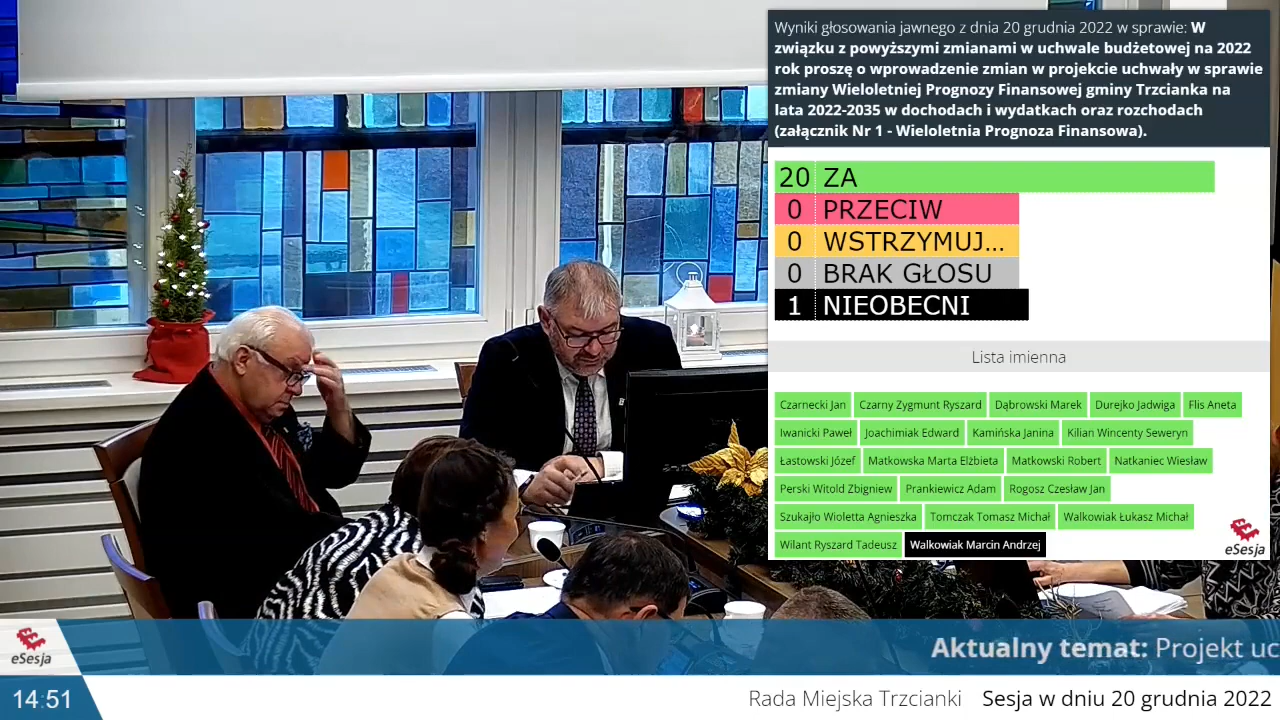 Wyniki głosowania jawnego z dnia 20 grudnia 2022 w sprawie: W
związku z powyższymi zmianami w uchwale budżetowej na 2022
rok proszę o wprowadzenie zmian w projekcie uchwały w sprawie
zmiany Wieloletniej Prognozy Finansowej gminy Trzcianka na
lata 2022-2035 w dochodach i wydatkach oraz rozchodach
(załącznik Nr 1 - Wieloletnia Prognoza Finansowa).
20 ZA
0 PRZECIW
0 WSTRZYMUJ...
0 BRAK GŁOSU
1 NIEOBECNI
Lista imienna
Czarnecki Jan Czarny Zygmunt Ryszard Dąbrowski Marek Durejko Jadwiga Flis Aneta
Iwanicki Paweł Joachimiak Edward Kamińska Janina Kilian Wincenty Seweryn
Łastowski Józef Matkowska Marta Elżbieta Matkowski Robert Natkaniec Wiesław
Perski Witold Zbigniew Prankiewicz Adam Rogosz Czesław Jan
Szukajło Wioletta Agnieszka Tomczak Tomasz Michał Walkowiak Łukasz Michał
Wilant Ryszard Tadeusz Walkowiak Marcin Andrzej
eSesja
Aktualny temat: Projekt uc
eSesja
14:51
Rada Miejska Trzcianki Sesja w dniu 20 grudnia 2022